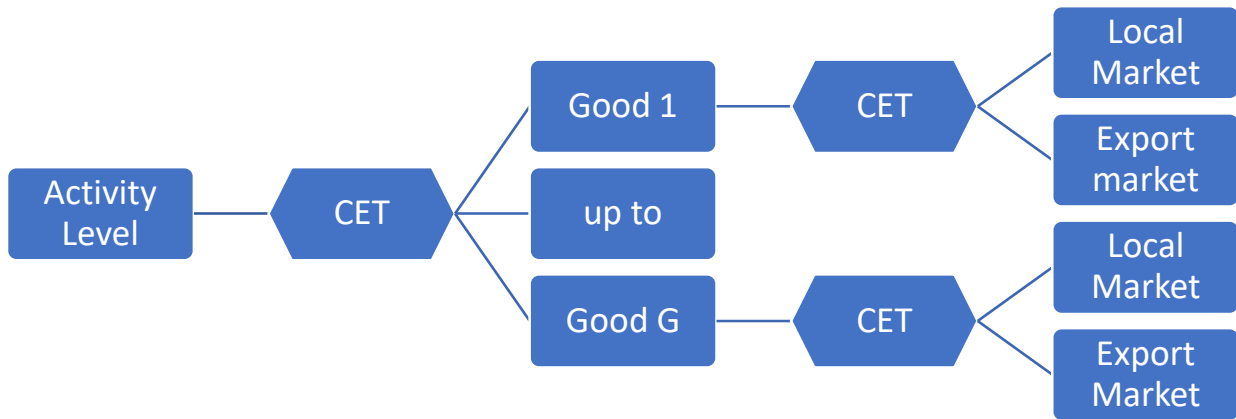 Activity
Level
CET
Good 1
up to
Good G
CET
Local
Market
Export
market
CET
Local
Market
Export
Market